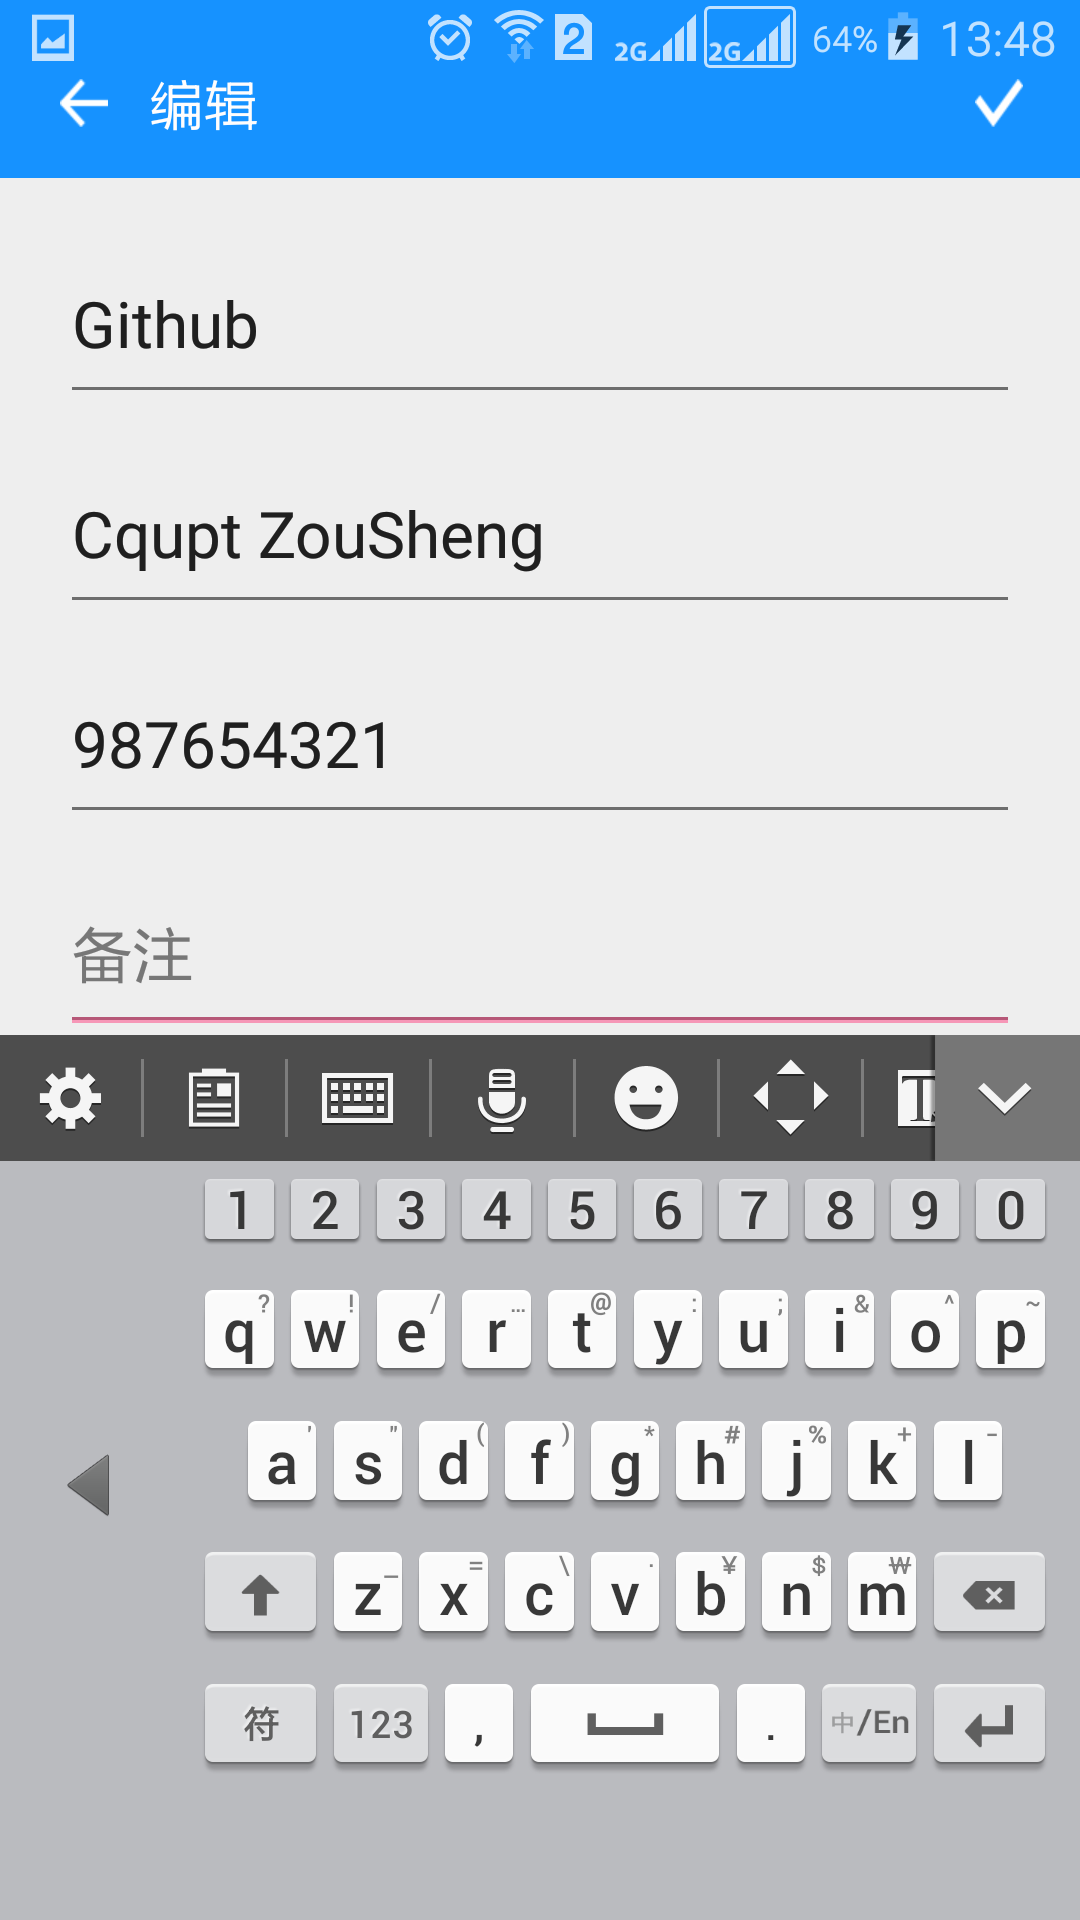 2 2G 2G 64% 13:48
编辑
Github
Cqupt ZouSheng
987654321
备注
T
1 2 3 4 5 6 7 8 9 0
? ! / ... @ : ; & ^ ~
q w e r t y u i o p
' " ( ) * # % + -
a s d f g h j k l
_ = \ · ¥ $ ₩
z x c v b n m
符 123 , . 中/En